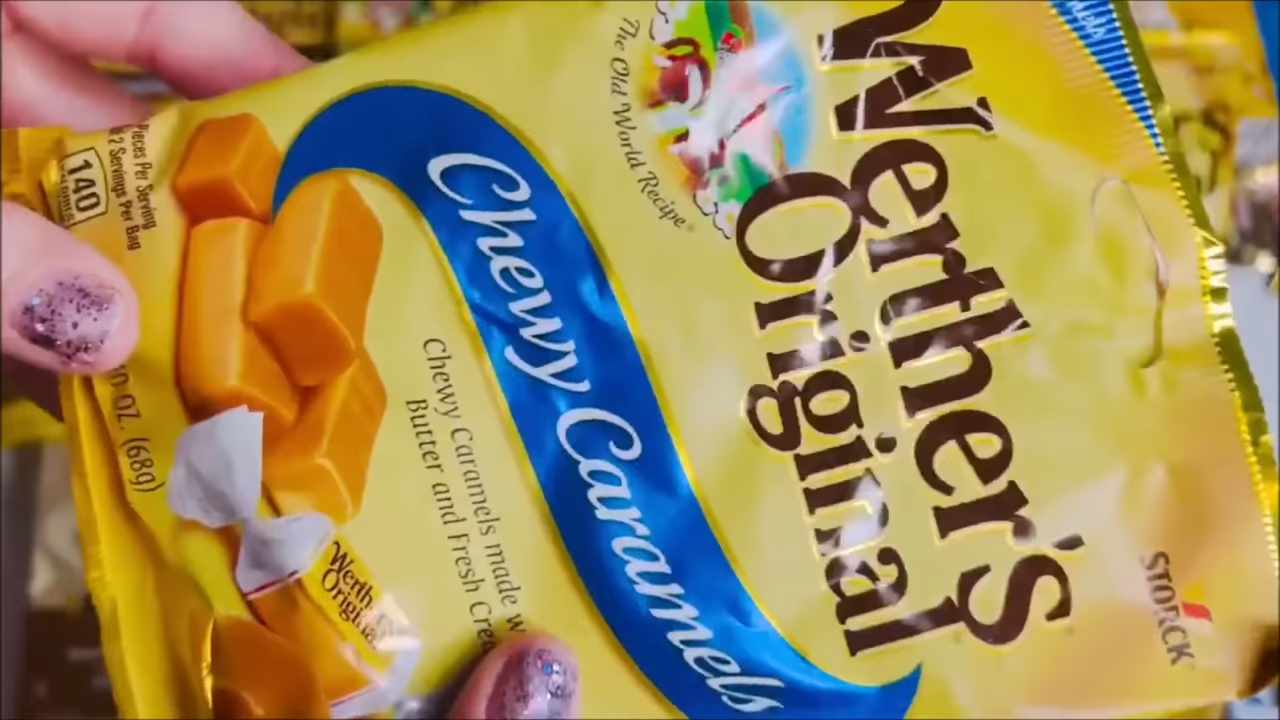 Werther's
Original
The Old World Recipe®
Chewy Caramels
Chewy Caramels made w
Butter and Fresh Crea
Pieces Per Serving
2 Servings Per Bag
140
OZ. (68g)
Werth
Origina
STORCK